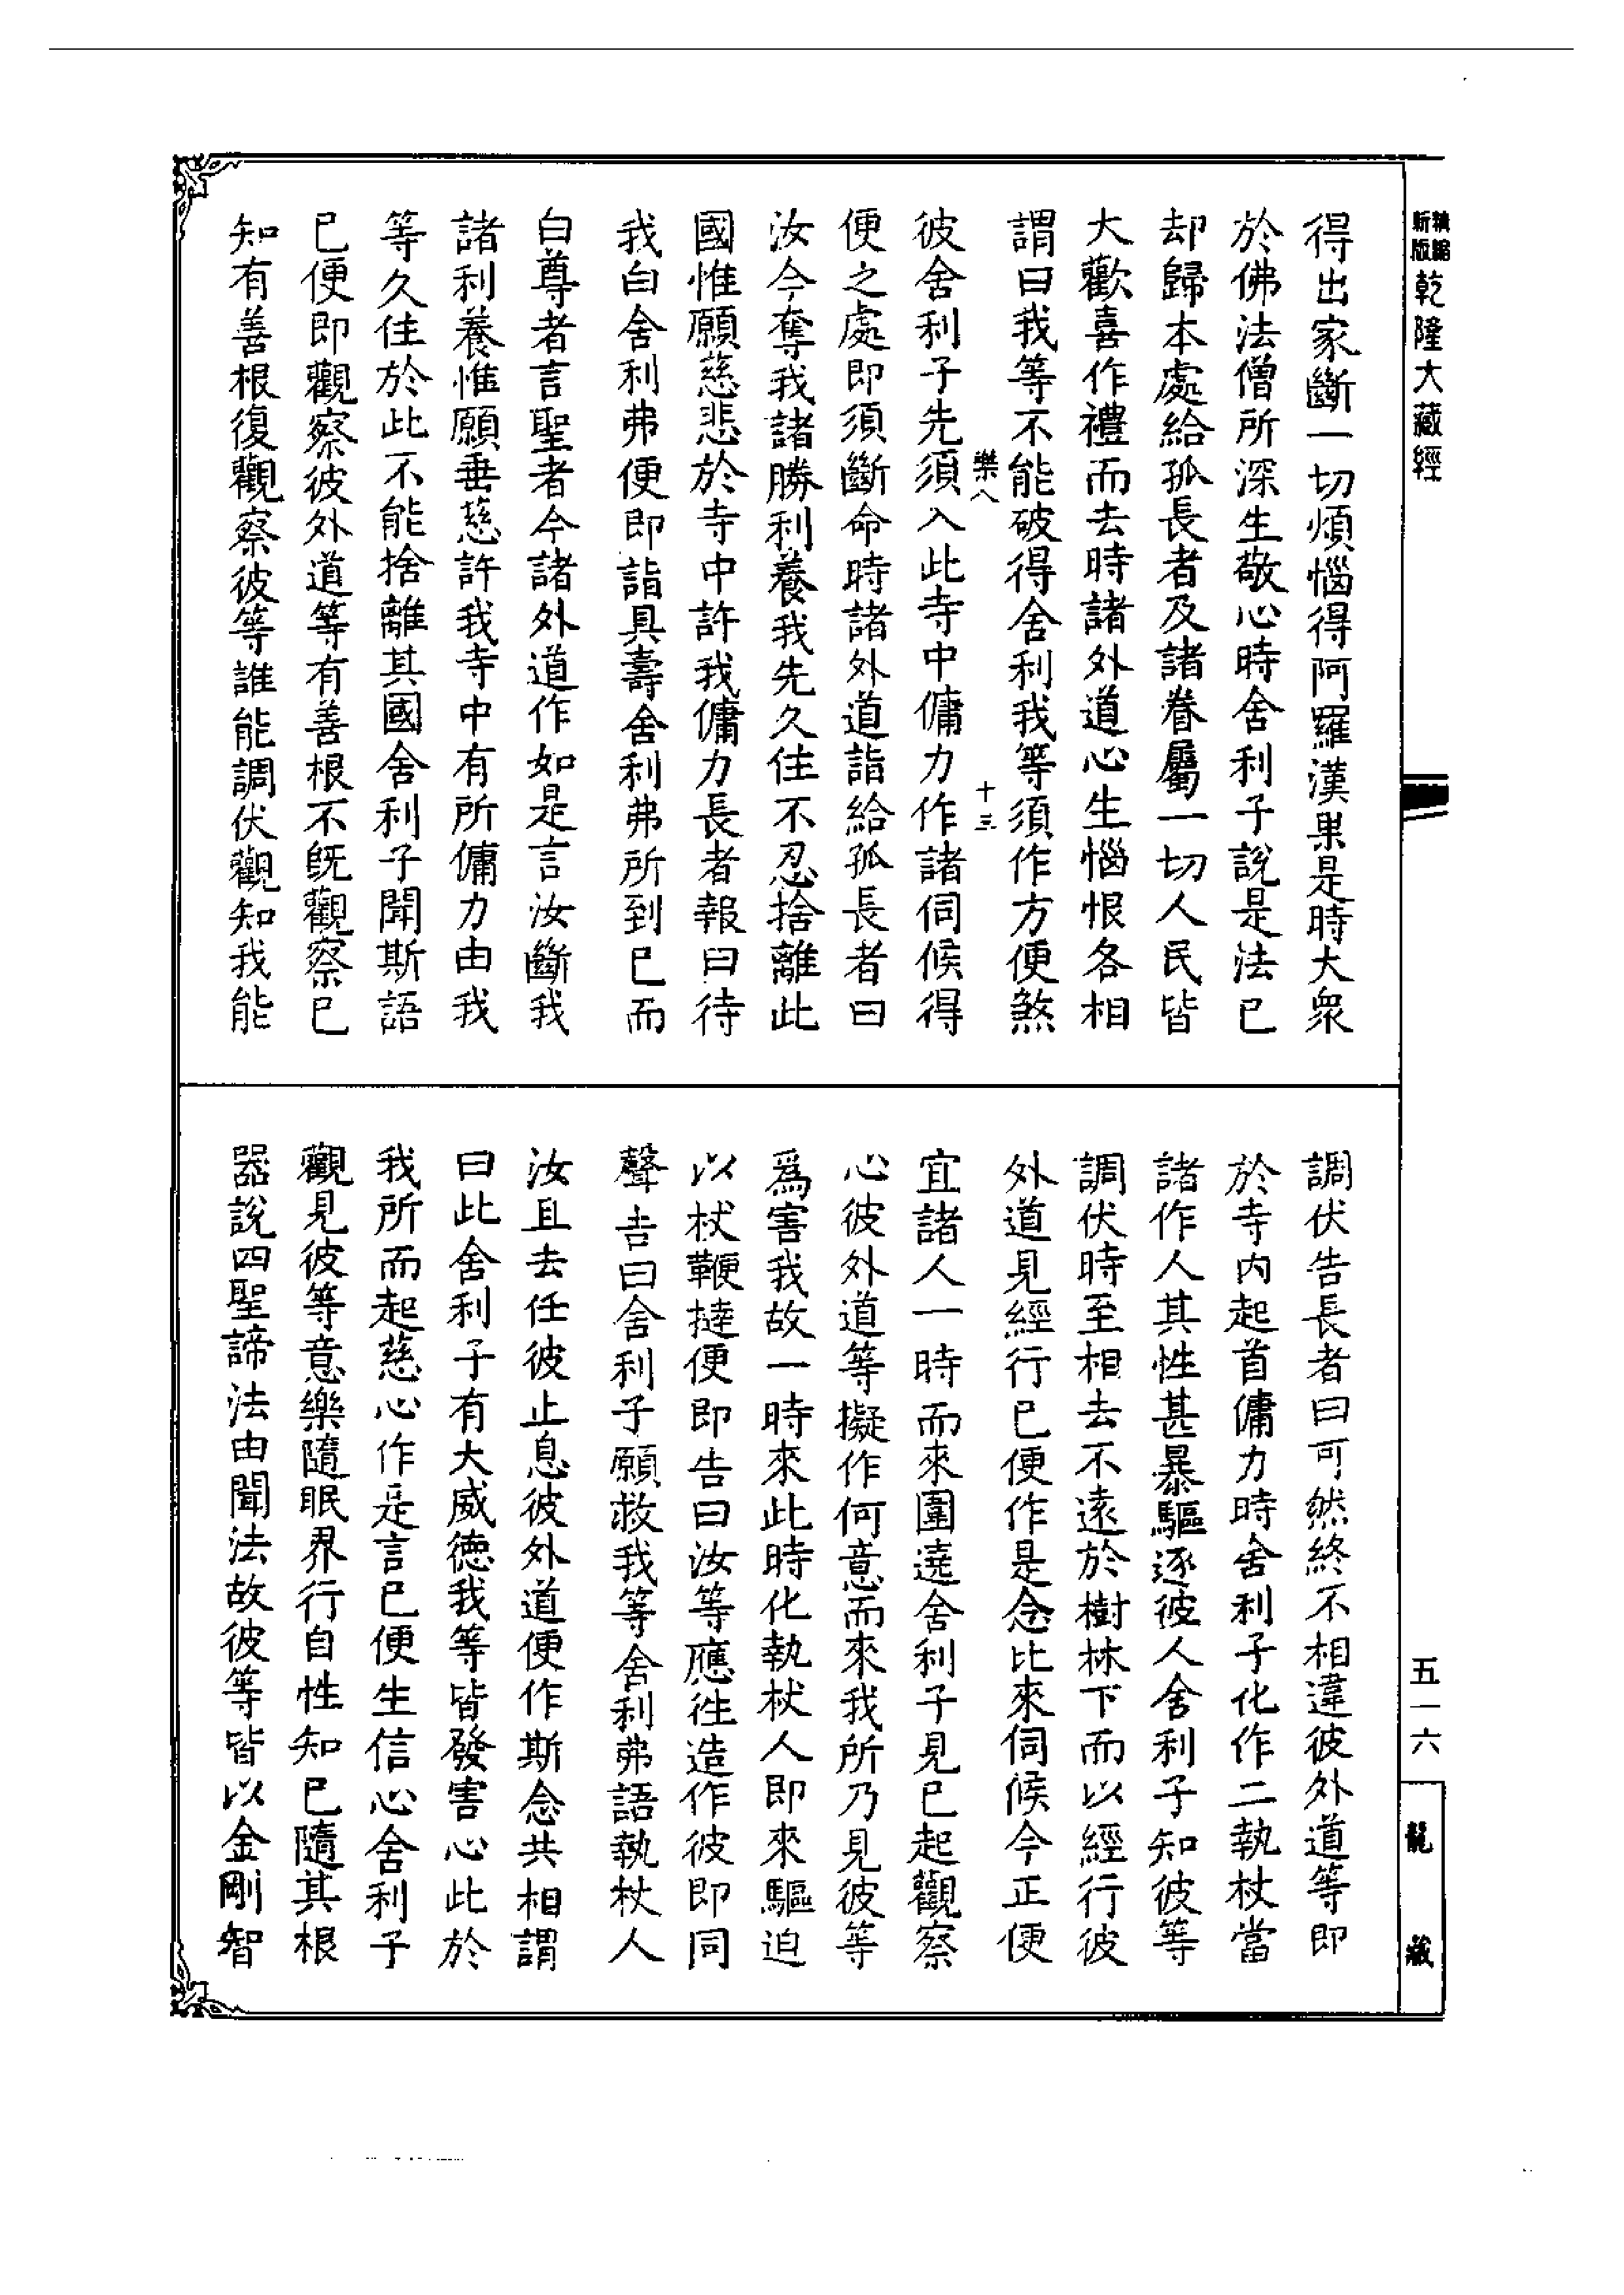 精縮新版乾隆大藏經
得出家斷一切煩惱得阿羅漢果是時大衆
於佛法僧所深生敬心時舍利子說是法已
却歸本處給孤長者及諸眷屬一切人民皆
大歡喜作禮而去時諸外道心生惱恨各相
謂曰我等不能破得舍利我等須作方便煞
樂八 十三
彼舍利子先須入此寺中傭力作諸伺候得
便之處即須斷命時諸外道詣給孤長者曰
汝今奪我諸勝利養我先久住不忍捨離此
國惟願慈悲於寺中許我傭力長者報曰待
我白舍利弗便即詣具壽舍利弗所到已而
白尊者言聖者今諸外道作如是言汝斷我
諸利養惟願垂慈許我寺中有所傭力由我
等久住於此不能捨離其國舍利子聞斯語
已便即觀察彼外道等有善根不旣觀察已
知有善根復觀察彼等誰能調伏觀知我能
調伏告長者曰可然終不相違彼外道等即
於寺內起首傭力時舍利子化作二執杖當
諸作人其性甚暴驅逐彼人舍利子知彼等
調伏時至相去不遠於樹林下而以經行彼
外道見經行已便作是念比來伺候今正便
宜諸人一時而來圍遶舍利子見已起觀察
心彼外道等擬作何意而來我所乃見彼等
爲害我故一時來此時化執杖人即來驅迫
以杖鞭撻便即告曰汝等應往造作彼即同
聲告曰舍利子願救我等舍利弗語執杖人
汝且去任彼止息彼外道便作斯念共相謂
曰此舍利子有大威德我等皆發害心此於
我所而起慈心作是言已便生信心舍利子
觀見彼等意樂隨眠界行自性知已隨其根
器說四聖諦法由聞法故彼等皆以金剛智
五一六
龍藏